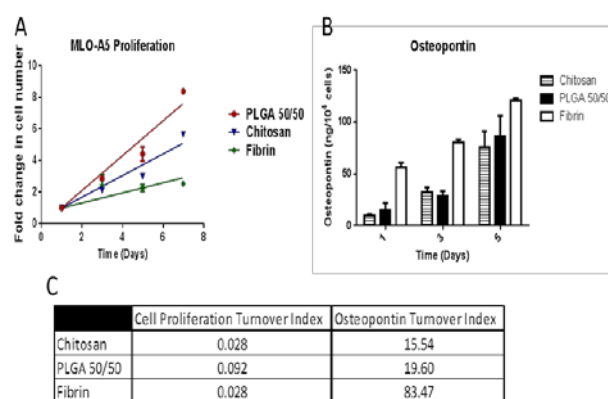 A
MLO-A5 Proliferation
Fold change in cell number
10
8
6
4
2
0
0 2 4 6 8
Time (Days)
PLGA 50/50
Chitosan
Fibrin
B
Osteopontin
Osteopontin (ng/10⁴ cells)
150
100
50
0
1 3 5
Time (Days)
Chitosan
PLGA 50/50
Fibrin
C
Cell Proliferation Turnover Index Osteopontin Turnover Index
Chitosan 0.028 15.54
PLGA 50/50 0.092 19.60
Fibrin 0.028 83.47